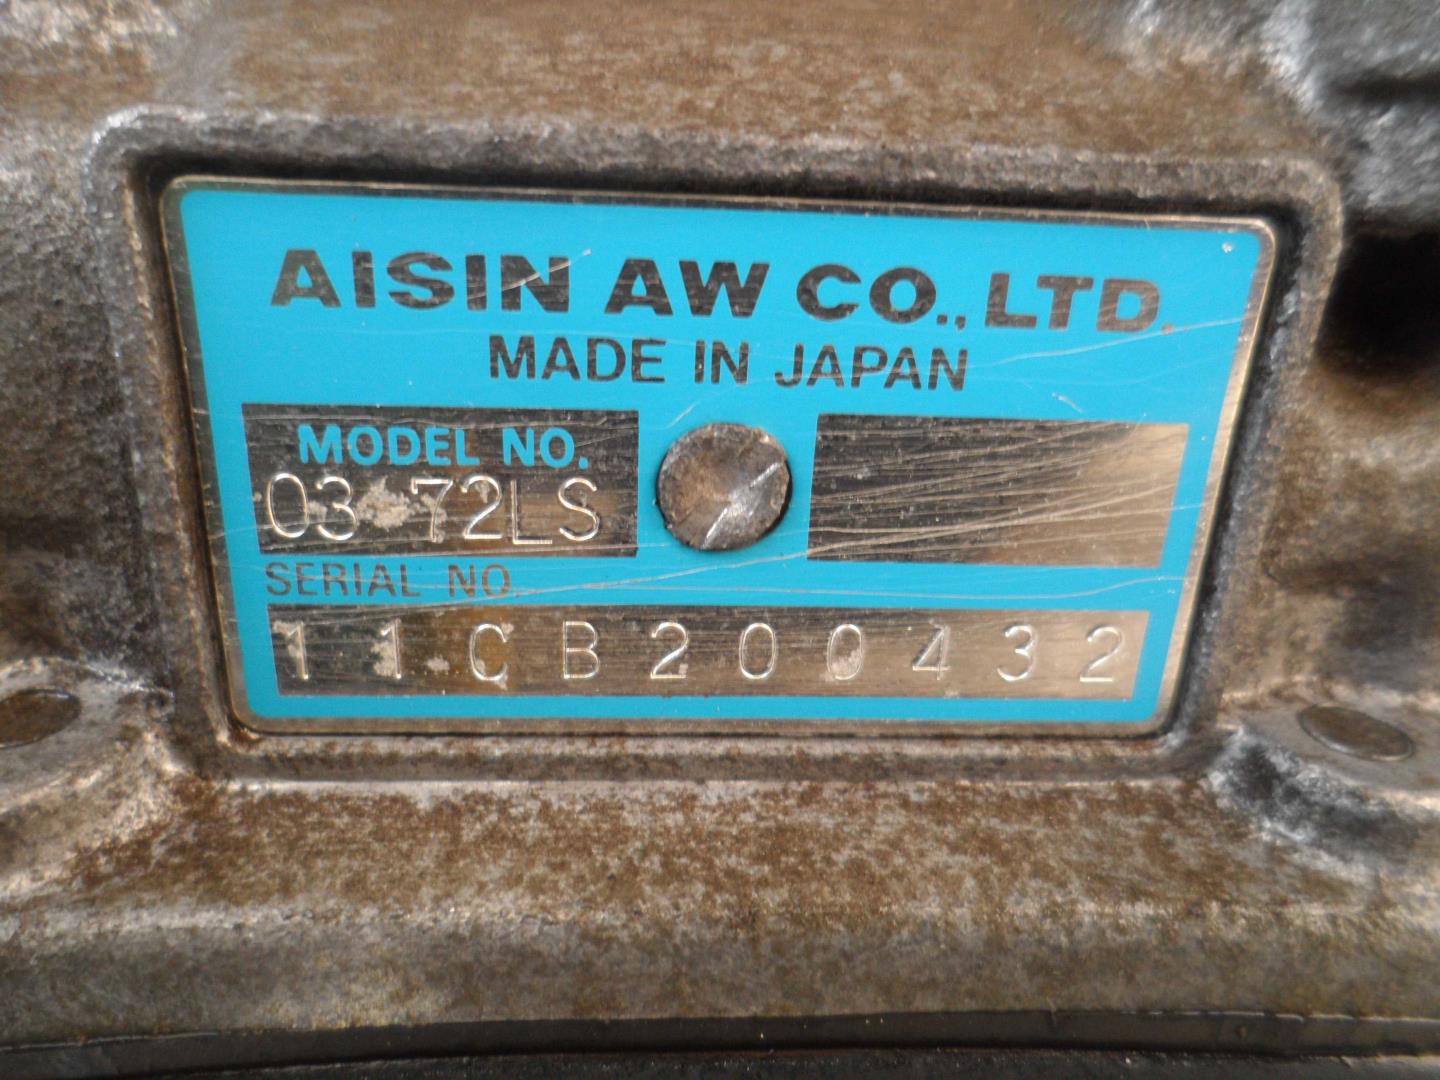 AISIN AW CO., LTD.
MADE IN JAPAN
MODEL NO.
03 72LS
SERIAL NO.
11CB200432